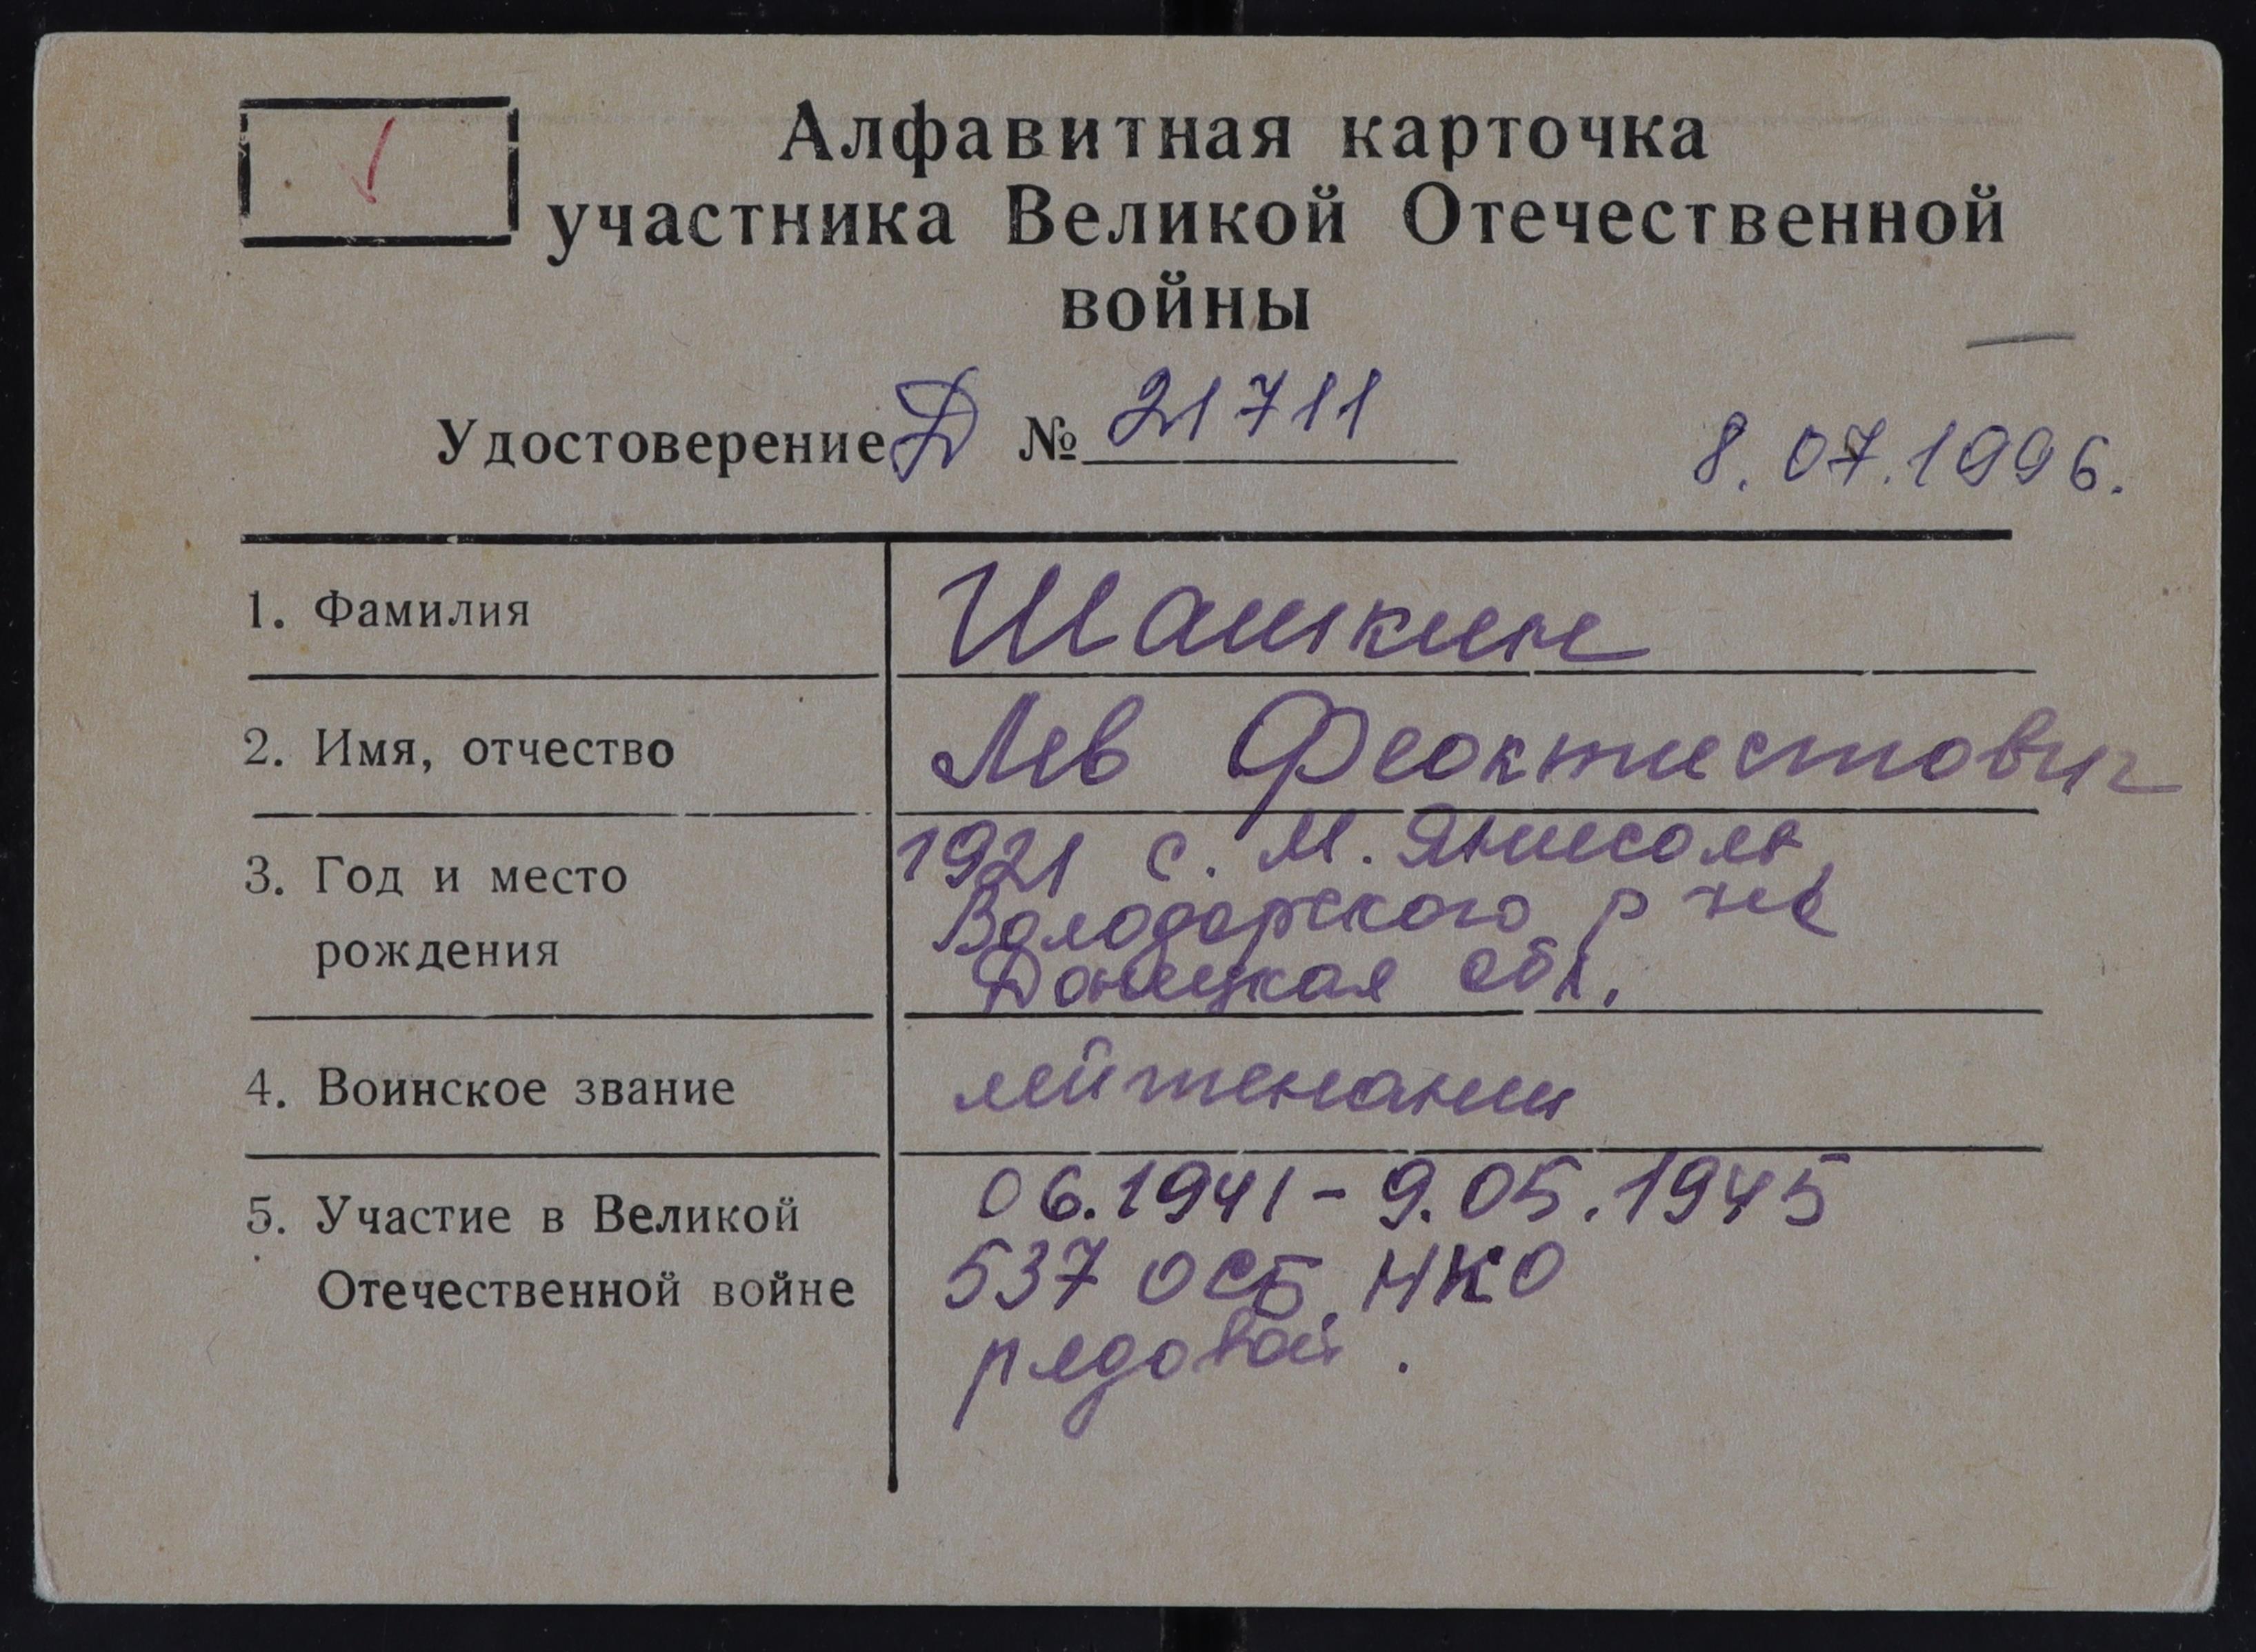 Алфавитная карточка
участника Великой Отечественной
войны
Удостоверение Д № 21711
8.07.1996.
1. Фамилия
Шашкин
2. Имя, отчество
Лев Феоктистович
3. Год и место
рождения
1921 с. М. Янисоль,
Володарского р-на
Донецкая обл.
4. Воинское звание
лейтенант
5. Участие в Великой
Отечественной войне
06.1941 - 9.05.1945
537 ОСБ НКО
рядовой.